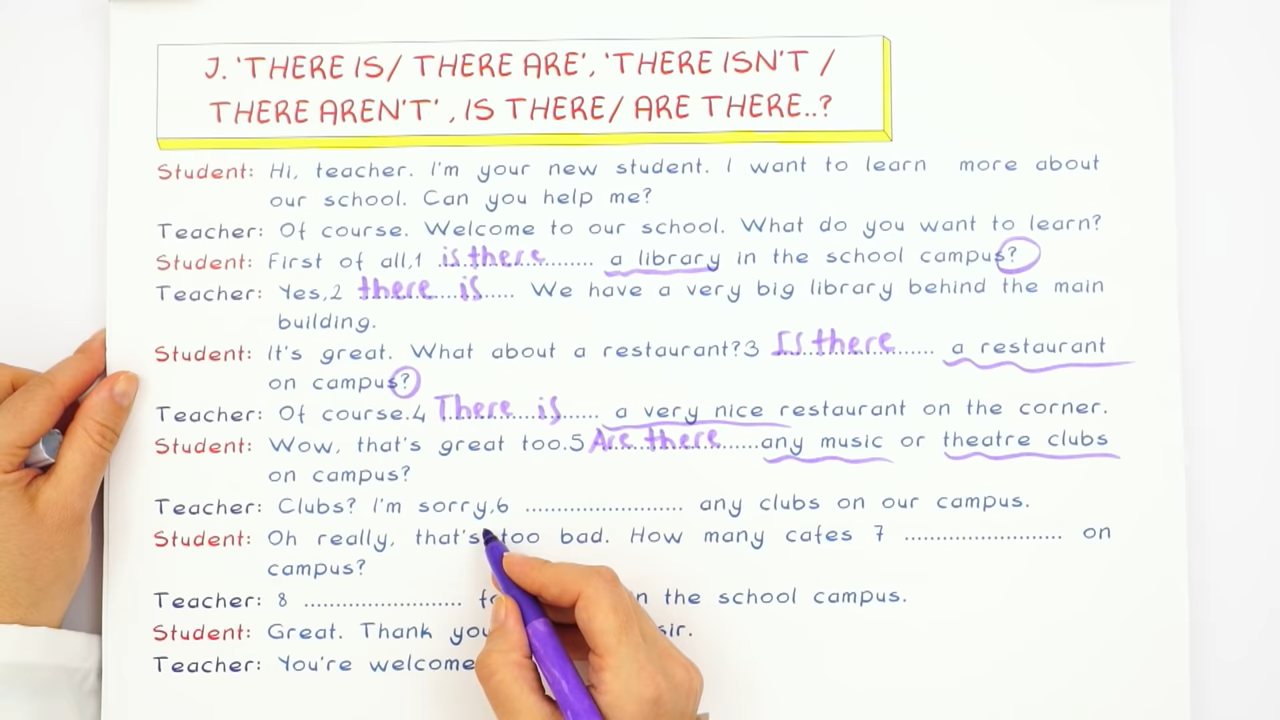 J. 'THERE IS/ THERE ARE', 'THERE ISN'T /
THERE AREN'T' , IS THERE/ ARE THERE..?
Student: Hi, teacher. I'm your new student. I want to learn more about
our school. Can you help me?
Teacher: Of course. Welcome to our school. What do you want to learn?
Student: First of all,1 is there a library in the school campus?
Teacher: Yes,2 there is We have a very big library behind the main
building.
Student: It's great. What about a restaurant?3 Is there a restaurant
on campus?
Teacher: Of course.4 There is a very nice restaurant on the corner.
Student: Wow, that's great too.5 Are there any music or theatre clubs
on campus?
Teacher: Clubs? I'm sorry,6 ........................ any clubs on our campus.
Student: Oh really, that's too bad. How many cafes 7 ........................ on
campus?
Teacher: 8 ........................ the school campus.
Student: Great. Thank you sir.
Teacher: You're welcome